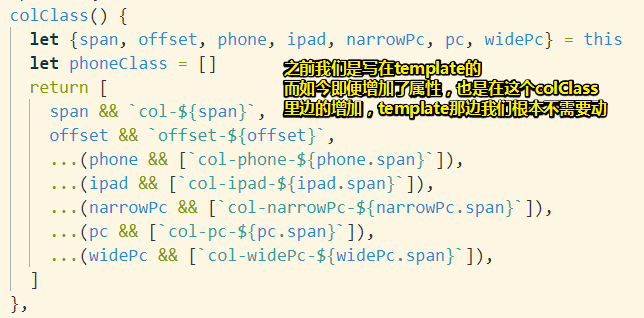 colClass() {
let {span, offset, phone, ipad, narrowPc, pc, widePc} = this
let phoneClass = []
return [
span && `col-${span}`,
offset && `offset-${offset}`,
...(phone && [`col-phone-${phone.span}`]),
...(ipad && [`col-ipad-${ipad.span}`]),
...(narrowPc && [`col-narrowPc-${narrowPc.span}`]),
...(pc && [`col-pc-${pc.span}`]),
...(widePc && [`col-widePc-${widePc.span}`]),
]
},
之前我们是写在template的
而如今即便增加了属性，也是在这个colClass
里边的增加，template那边我们根本不需要动